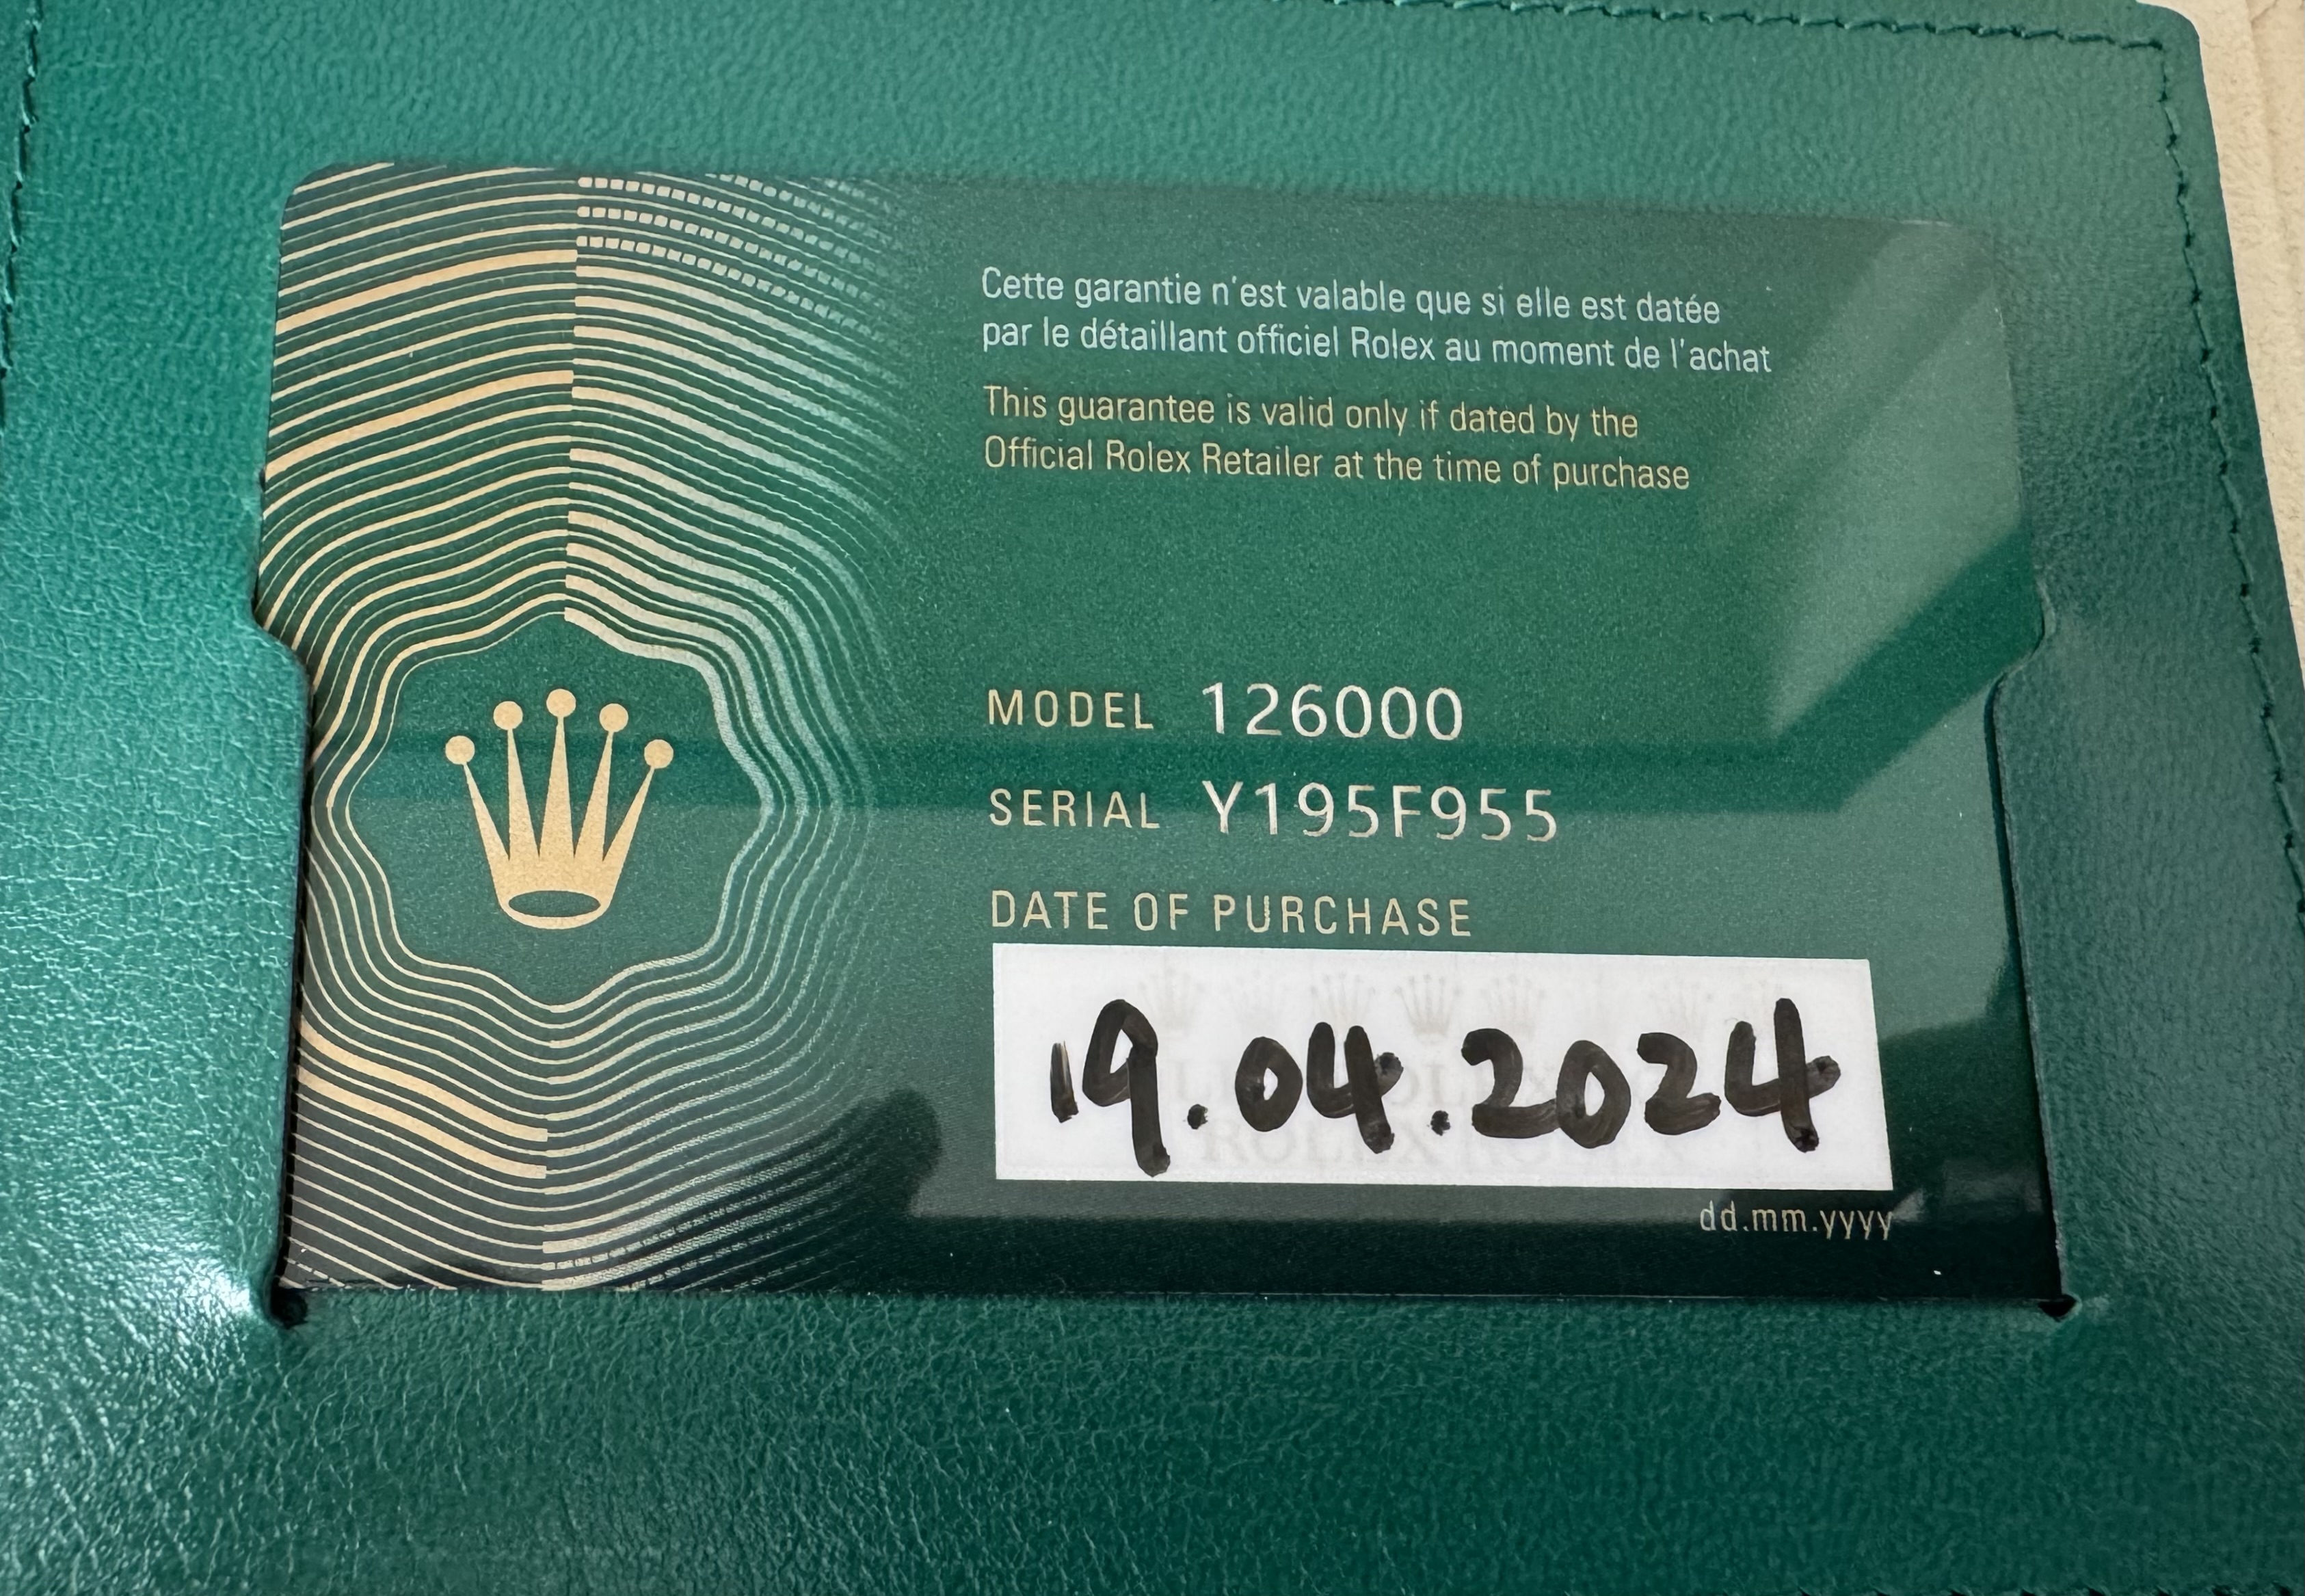 Cette garantie n'est valable que si elle est datée
par le détaillant officiel Rolex au moment de l'achat
This guarantee is valid only if dated by the
Official Rolex Retailer at the time of purchase
MODEL 126000
SERIAL Y195F955
DATE OF PURCHASE
19.04.2024
dd.mm.yyyy